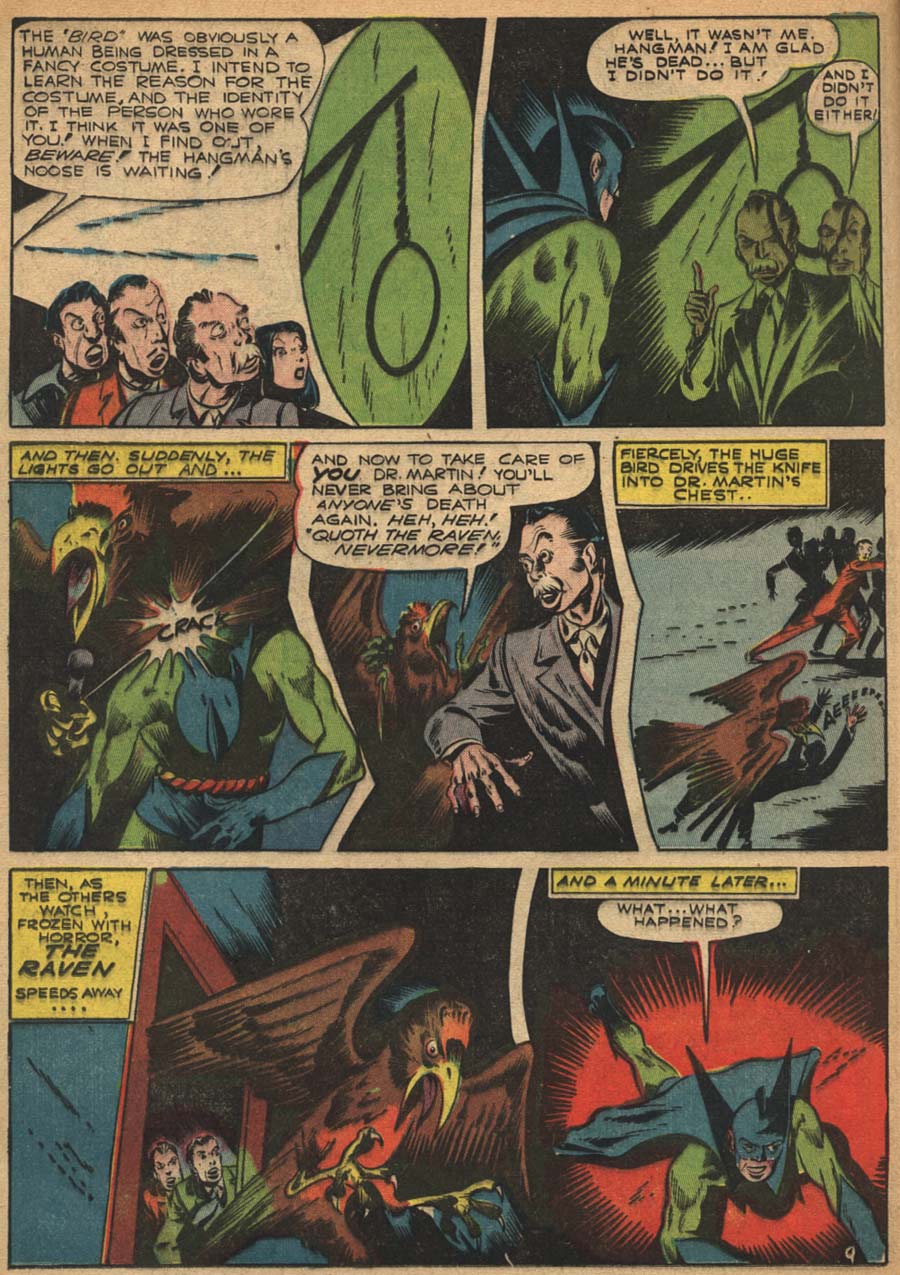 THE "BIRD" WAS OBVIOUSLY A
HUMAN BEING DRESSED IN A
FANCY COSTUME. I INTEND TO
LEARN THE REASON FOR THE
COSTUME, AND THE IDENTITY
OF THE PERSON WHO WORE
IT. I THINK IT WAS ONE OF
YOU! WHEN I FIND OUT,
BEWARE! THE HANGMAN'S
NOOSE IS WAITING!
WELL, IT WASN'T ME.
HANGMAN! I AM GLAD
HE'S DEAD... BUT
I DIDN'T DO IT!
AND I
DIDN'T
DO IT
EITHER!
AND THEN, SUDDENLY, THE
LIGHTS GO OUT AND...
CRACK
AND NOW TO TAKE CARE OF
YOU, DR. MARTIN! YOU'LL
NEVER BRING ABOUT
ANYONE'S DEATH
AGAIN. HEH, HEH!
"QUOTH THE RAVEN,
NEVERMORE!"
FIERCELY, THE HUGE
BIRD DRIVES THE KNIFE
INTO DR. MARTIN'S
CHEST..
AEEEEEE
THEN, AS
THE OTHERS
WATCH,
FROZEN WITH
HORROR,
THE
RAVEN
SPEEDS AWAY
....
AND A MINUTE LATER...
WHAT...WHAT
HAPPENED?
9